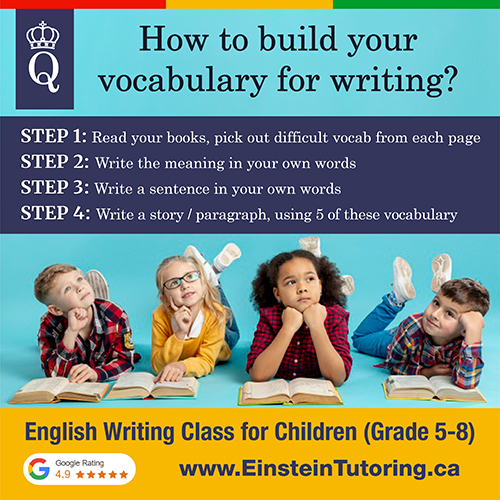 Q
How to build your
vocabulary for writing?
STEP 1: Read your books, pick out difficult vocab from each page
STEP 2: Write the meaning in your own words
STEP 3: Write a sentence in your own words
STEP 4: Write a story / paragraph, using 5 of these vocabulary
English Writing Class for Children (Grade 5-8)
G Google Rating
4.9 ★★★★★
www.EinsteinTutoring.ca